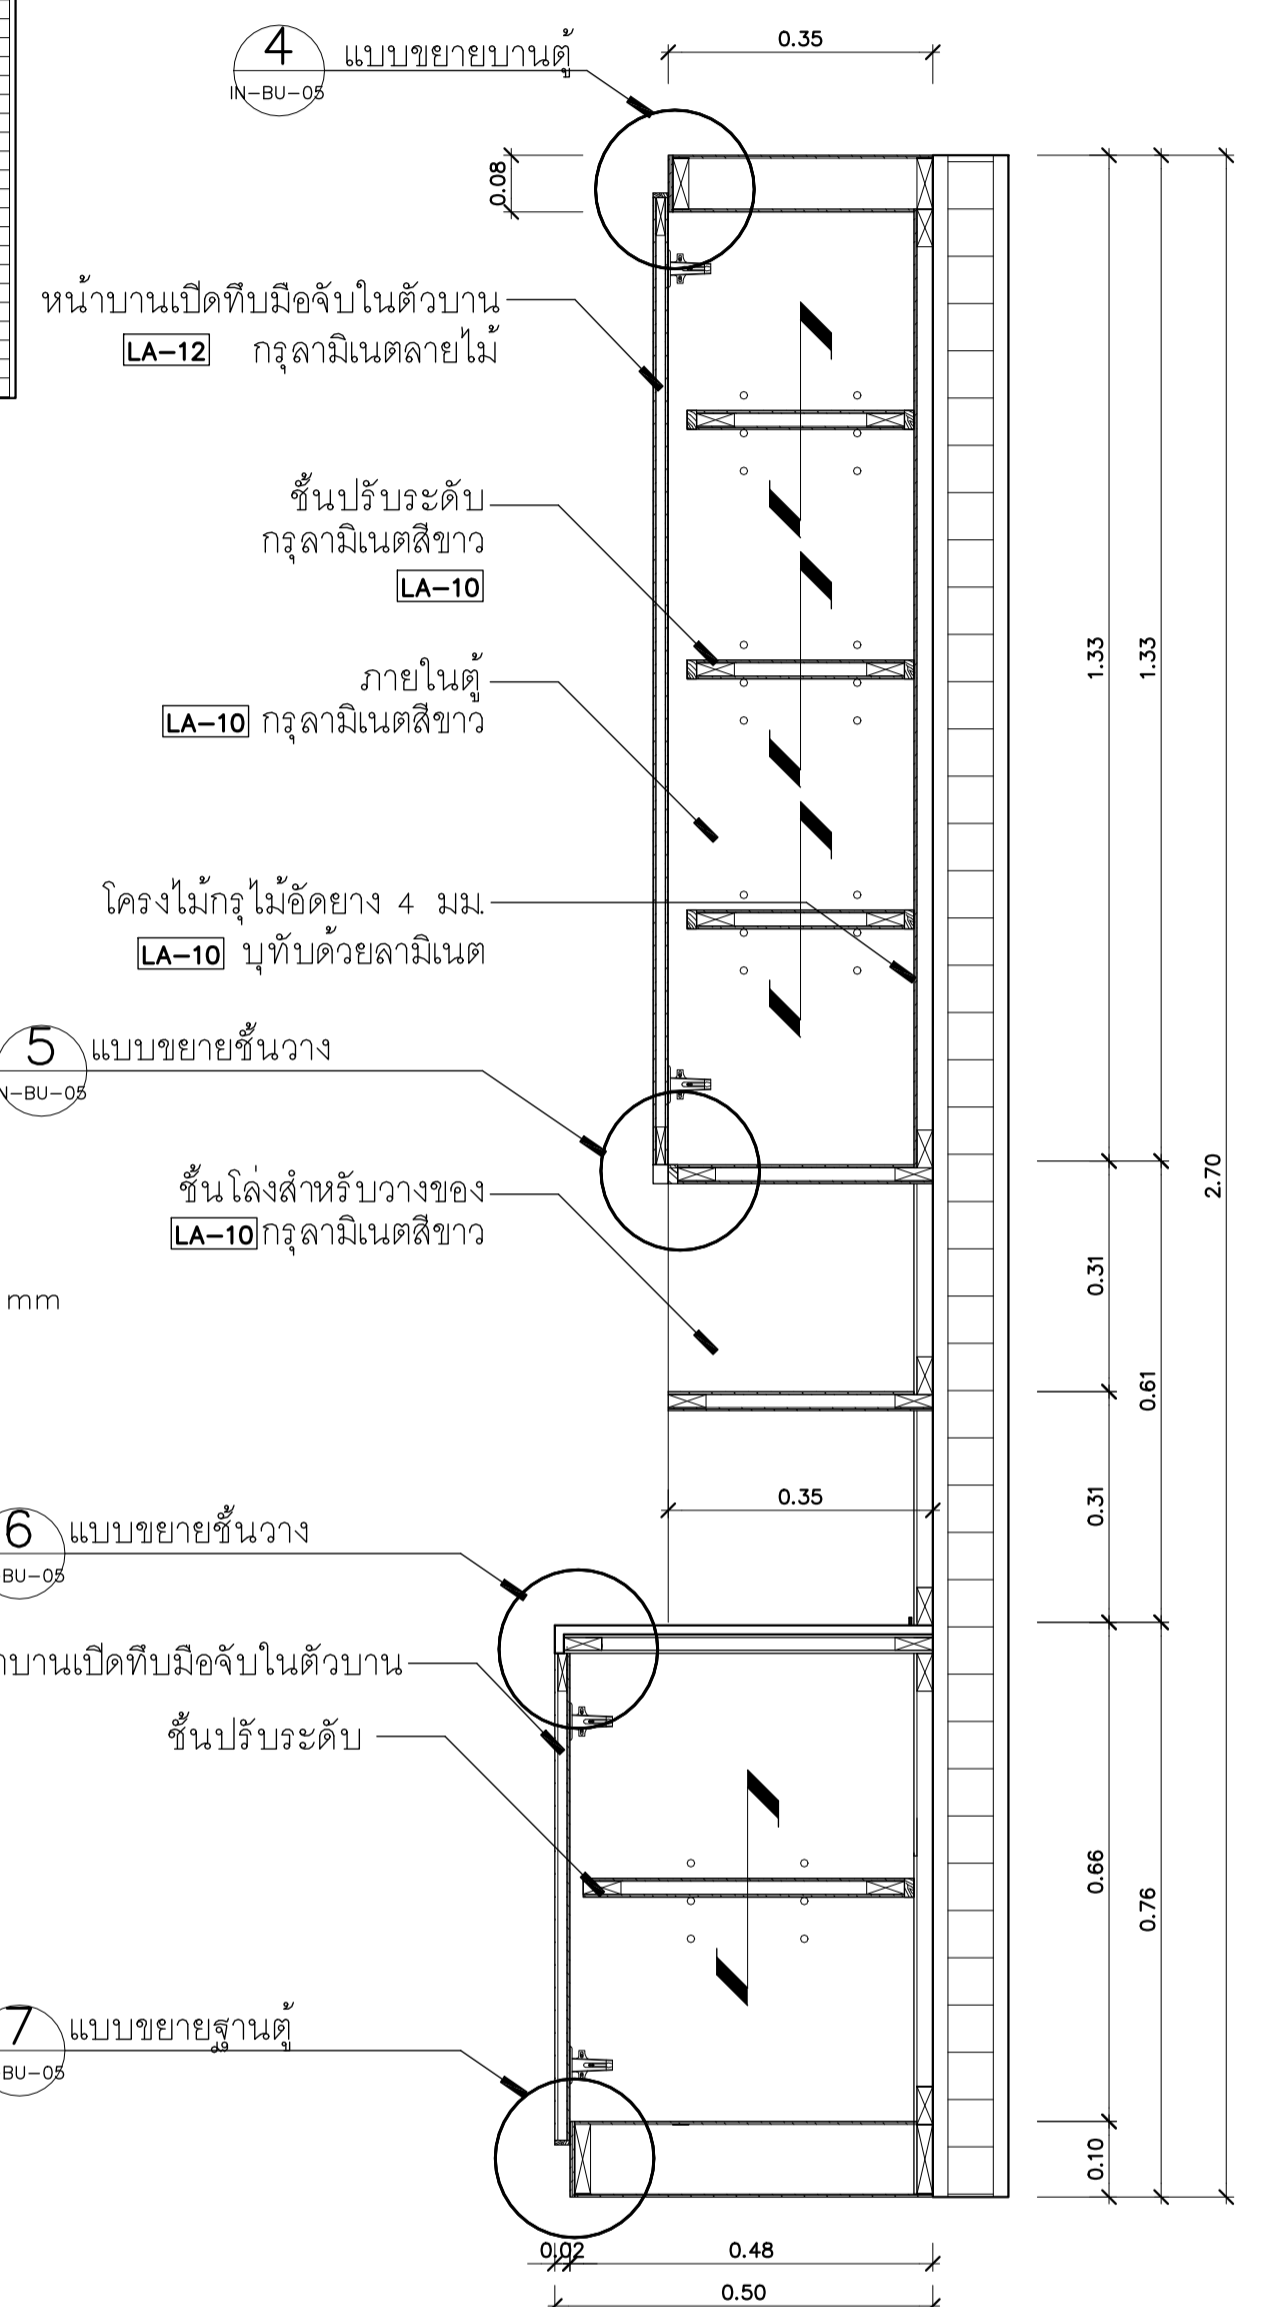 0.35
4 แบบขยายบานตู้
IN-BU-05
0.08
หน้าบานเปิดทึบมือจับในตัวบาน
LA-12 กรุลามิเนตลายไม้
ชั้นปรับระดับ
กรุลามิเนตสีขาว
LA-10
1.33
1.33
ภายในตู้
LA-10 กรุลามิเนตสีขาว
โครงไม้กรุไม้อัดยาง 4 มม.
LA-10 บุทับด้วยลามิเนต
5 แบบขยายชั้นวาง
N-BU-05
2.70
ชั้นโล่งสำหรับวางของ
LA-10 กรุลามิเนตสีขาว
0.31
mm
0.61
0.35
0.31
6 แบบขยายชั้นวาง
BU-05
บานเปิดทึบมือจับในตัวบาน
ชั้นปรับระดับ
0.66
0.76
7 แบบขยายฐานตู้
BU-05
0.10
0.02
0.48
0.50